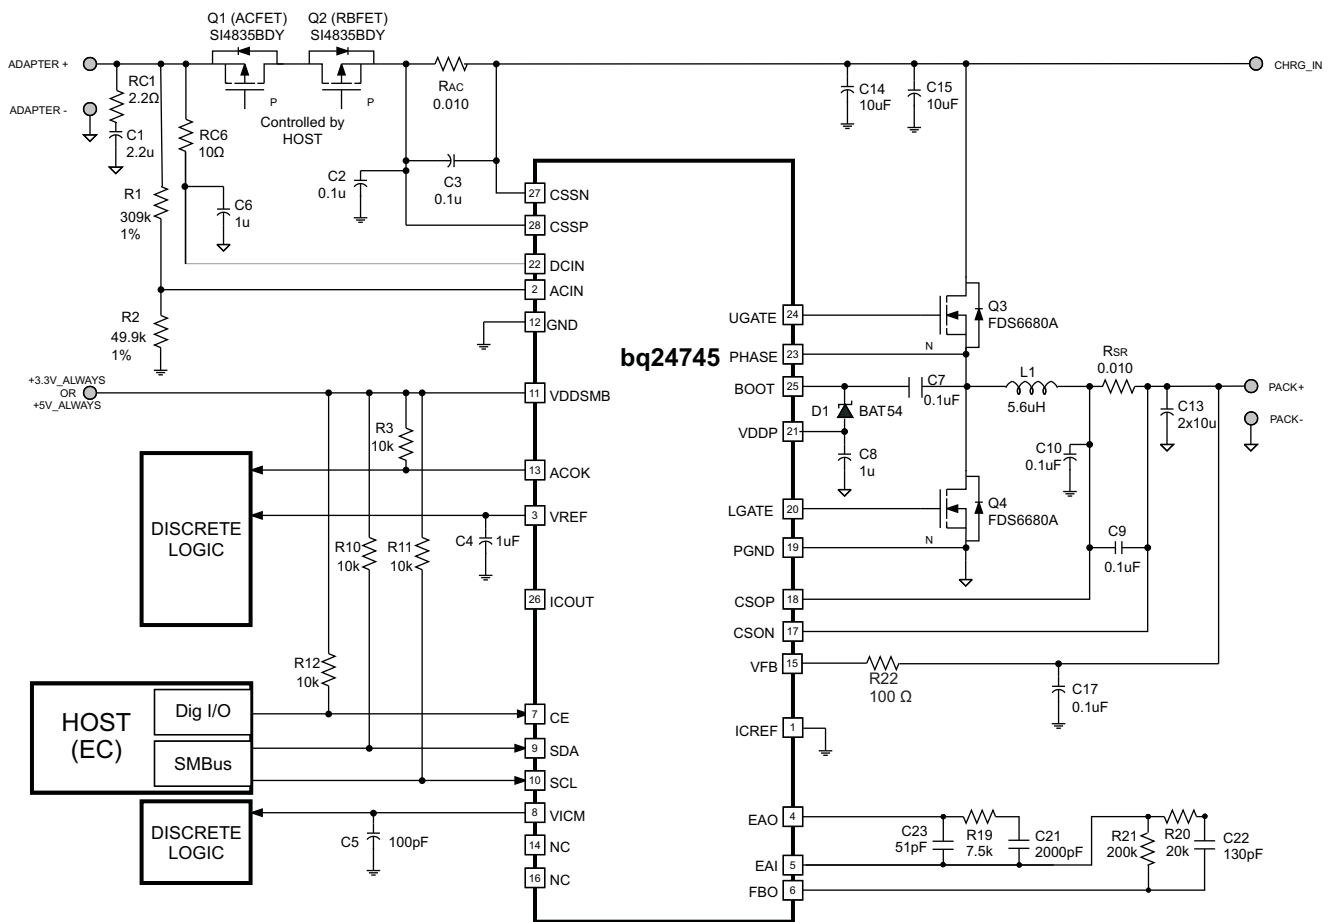 Q1 (ACFET)
SI4835BDY
Q2 (RBFET)
SI4835BDY
ADAPTER +
ADAPTER -
RC1
2.2Ω
C1
2.2u
RC6
10Ω
P
P
Controlled by
HOST
RAC
0.010
C14
10uF
C15
10uF
CHRG_IN
R1
309k
1%
C6
1u
C2
0.1u
C3
0.1u
27 CSSN
28 CSSP
22 DCIN
2 ACIN
12 GND
R2
49.9k
1%
+3.3V_ALWAYS
OR
+5V_ALWAYS
11 VDDSMB
R3
10k
13 ACOK
3 VREF
DISCRETE
LOGIC
C4
1uF
R10
10k
R11
10k
26 ICOUT
R12
10k
HOST
(EC)
Dig I/O
SMBus
7 CE
9 SDA
10 SCL
8 VICM
DISCRETE
LOGIC
C5
100pF
14 NC
16 NC
bq24745
UGATE 24
PHASE 23
BOOT 25
VDDP 21
LGATE 20
PGND 19
CSOP 18
CSON 17
VFB 15
ICREF 1
EAO 4
EAI 5
FBO 6
Q3
FDS6680A
N
D1
BAT54
C7
0.1uF
C8
1u
L1
5.6uH
RSR
0.010
C13
2x10u
PACK+
PACK-
C10
0.1uF
Q4
FDS6680A
N
C9
0.1uF
R22
100 Ω
C17
0.1uF
C23
51pF
R19
7.5k
C21
2000pF
R21
200k
R20
20k
C22
130pF